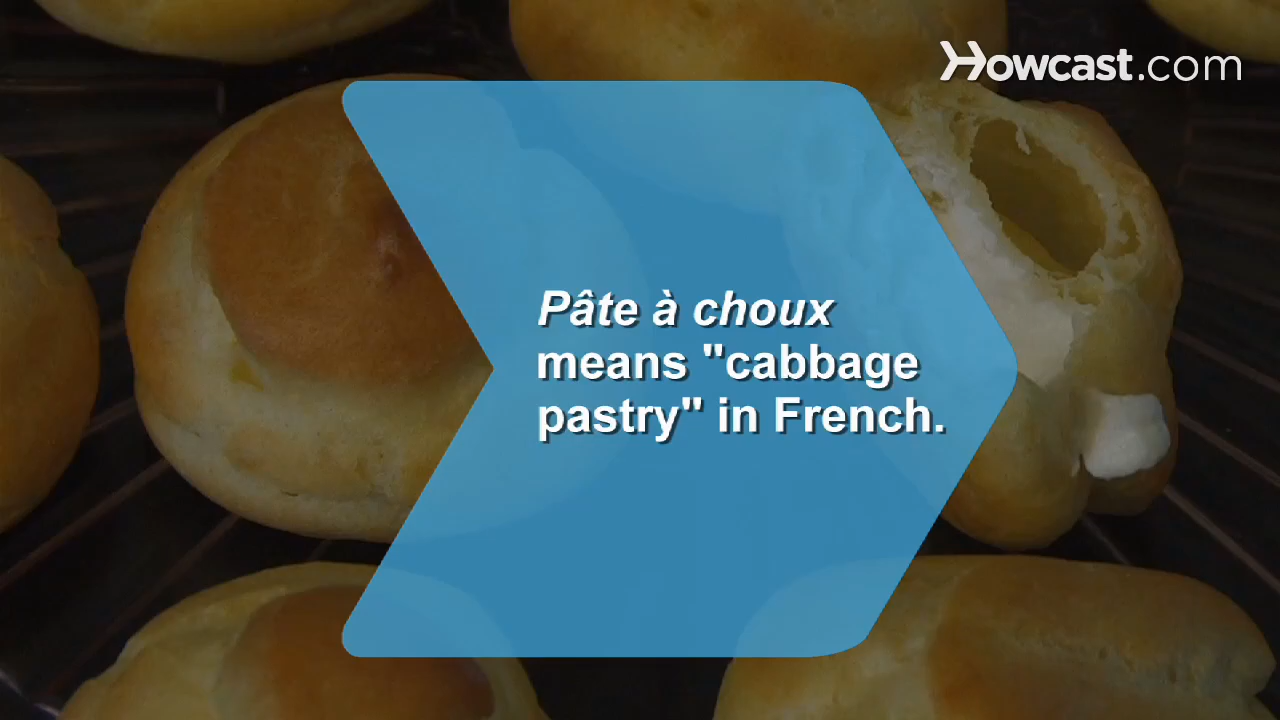 Howcast.com
Pâte à choux
means "cabbage
pastry" in French.